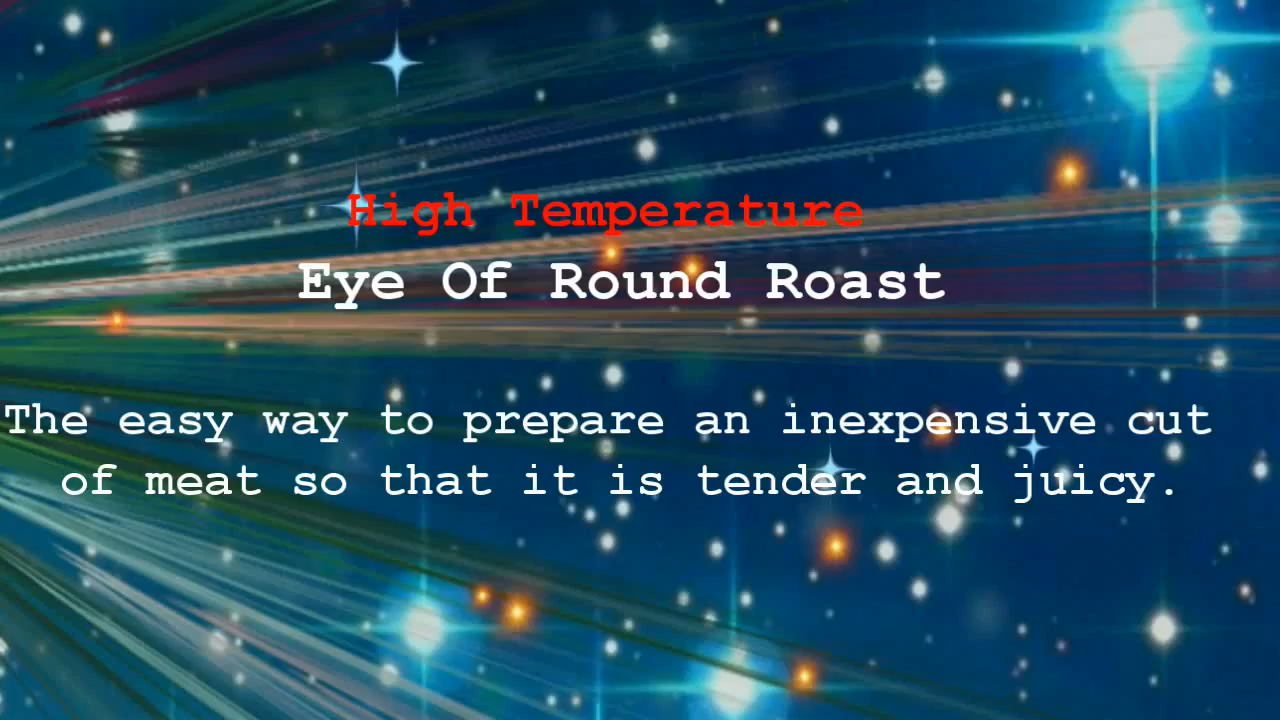 High Temperature
Eye Of Round Roast
The easy way to prepare an inexpensive cut
of meat so that it is tender and juicy.